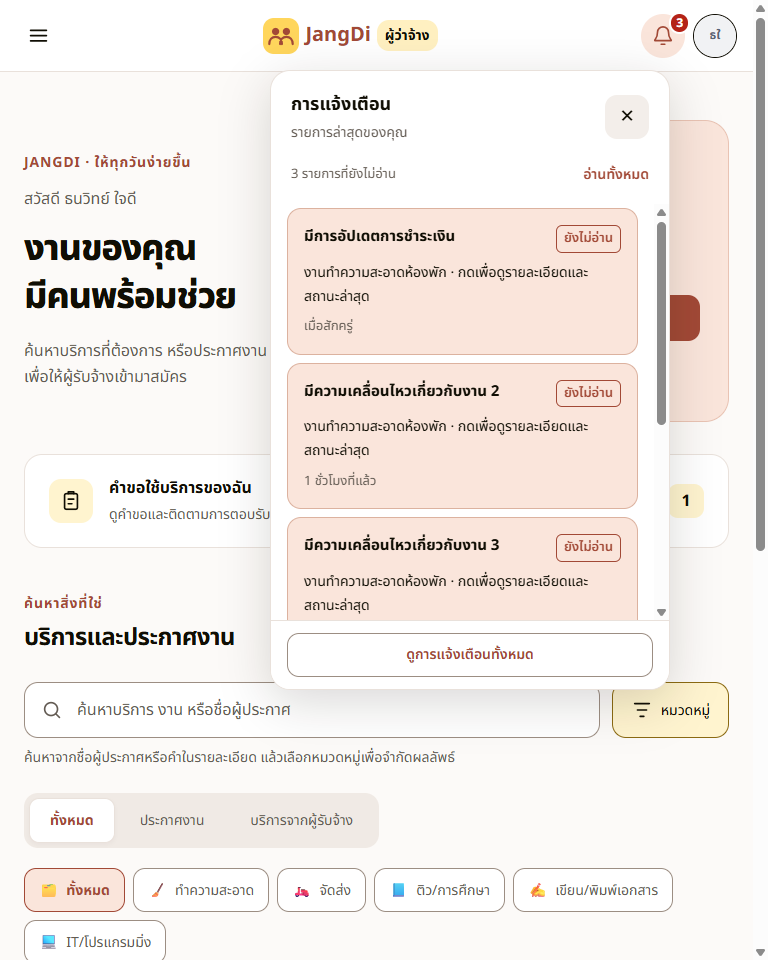 JangDi ผู้ว่าจ้าง
3
ธใ
การแจ้งเตือน
รายการล่าสุดของคุณ
3 รายการที่ยังไม่อ่าน
อ่านทั้งหมด
มีการอัปเดตการชำระเงิน
ยังไม่อ่าน
งานทำความสะอาดห้องพัก · กดเพื่อดูรายละเอียดและ
สถานะล่าสุด
เมื่อสักครู่
มีความเคลื่อนไหวเกี่ยวกับงาน 2
ยังไม่อ่าน
งานทำความสะอาดห้องพัก · กดเพื่อดูรายละเอียดและ
สถานะล่าสุด
1 ชั่วโมงที่แล้ว
มีความเคลื่อนไหวเกี่ยวกับงาน 3
ยังไม่อ่าน
งานทำความสะอาดห้องพัก · กดเพื่อดูรายละเอียดและ
สถานะล่าสุด
ดูการแจ้งเตือนทั้งหมด
JANGDI · ให้ทุกวันง่ายขึ้น
สวัสดี ธนวิทย์ ใจดี
งานของคุณ
มีคนพร้อมช่วย
ค้นหาบริการที่ต้องการ หรือประกาศงาน
เพื่อให้ผู้รับจ้างเข้ามาสมัคร
คำขอใช้บริการของฉัน
ดูคำขอและติดตามการตอบรับ
1
ค้นหาสิ่งที่ใช่
บริการและประกาศงาน
ค้นหาบริการ งาน หรือชื่อผู้ประกาศ
หมวดหมู่
ค้นหาจากชื่อผู้ประกาศหรือคำในรายละเอียด แล้วเลือกหมวดหมู่เพื่อจำกัดผลลัพธ์
ทั้งหมด
ประกาศงาน
บริการจากผู้รับจ้าง
ทั้งหมด
ทำความสะอาด
จัดส่ง
ติว/การศึกษา
เขียน/พิมพ์เอกสาร
IT/โปรแกรมมิ่ง